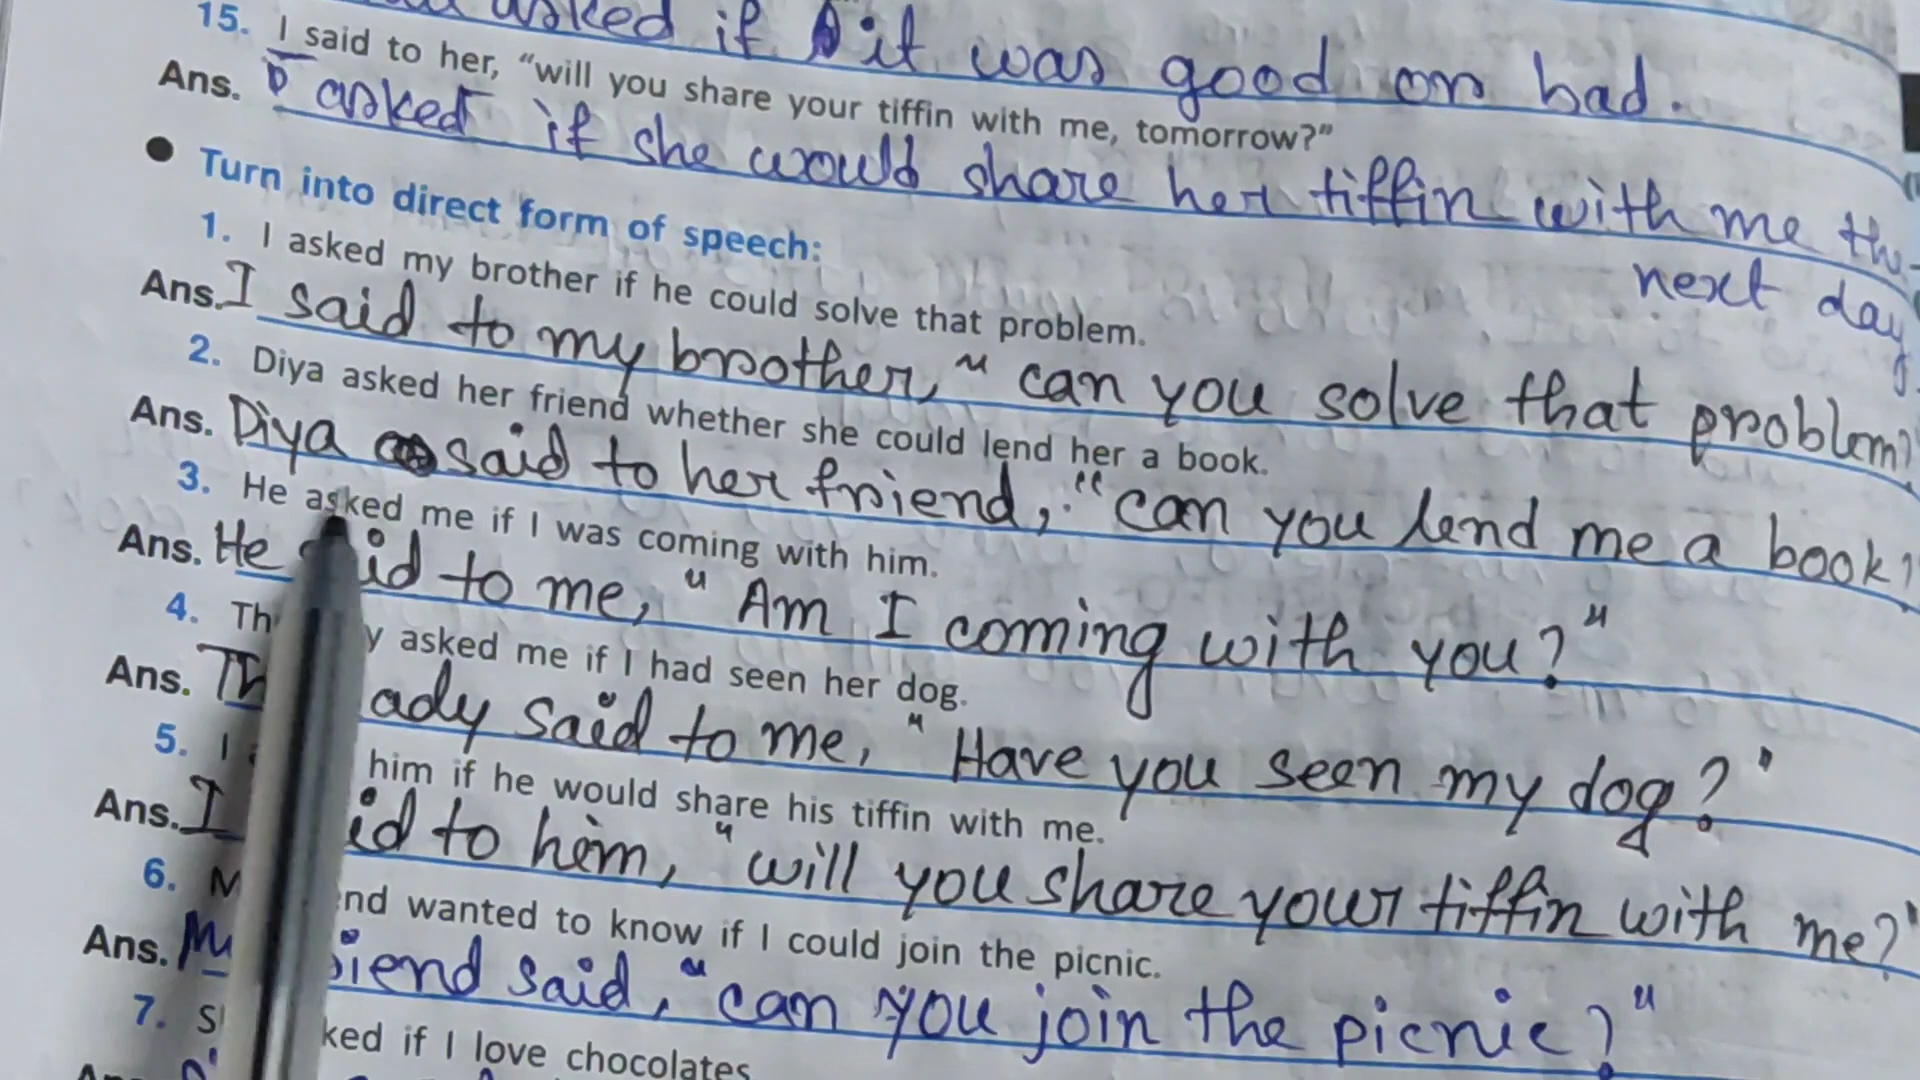 asked if it was good or bad.
15. I said to her, "will you share your tiffin with me, tomorrow?"
Ans. I asked if she would share her tiffin with me the
next day
● Turn into direct form of speech:
1. I asked my brother if he could solve that problem.
Ans. I said to my brother, "can you solve that problem?
2. Diya asked her friend whether she could lend her a book.
Ans. Diya said to her friend, "can you lend me a book?
3. He asked me if I was coming with him.
Ans. He said to me, "Am I coming with you?"
4. asked me if I had seen her dog.
Ans. said to me, "Have you seen my dog?'
5. I him if he would share his tiffin with me.
Ans. I to him, "will you share your tiffin with me?'
6. wanted to know if I could join the picnic.
Ans. said, "can you join the picnic?"
7. if I love chocolates
Ans.